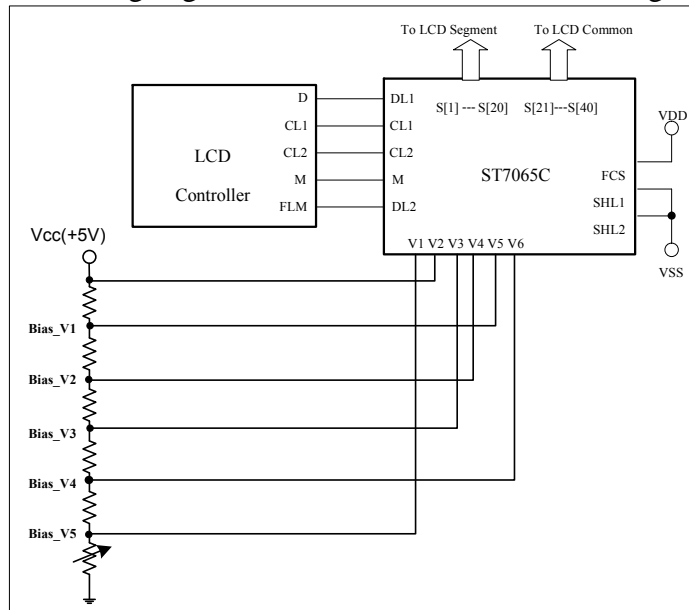 To LCD Segment To LCD Common
D DL1 S[1] --- S[20] S[21]---S[40] VDD
CL1 CL1
LCD CL2 CL2 ST7065C
Controller M M FCS
FLM DL2 SHL1
Vcc(+5V) V1 V2 V3 V4 V5 V6 SHL2
VSS
Bias_V1
Bias_V2
Bias_V3
Bias_V4
Bias_V5